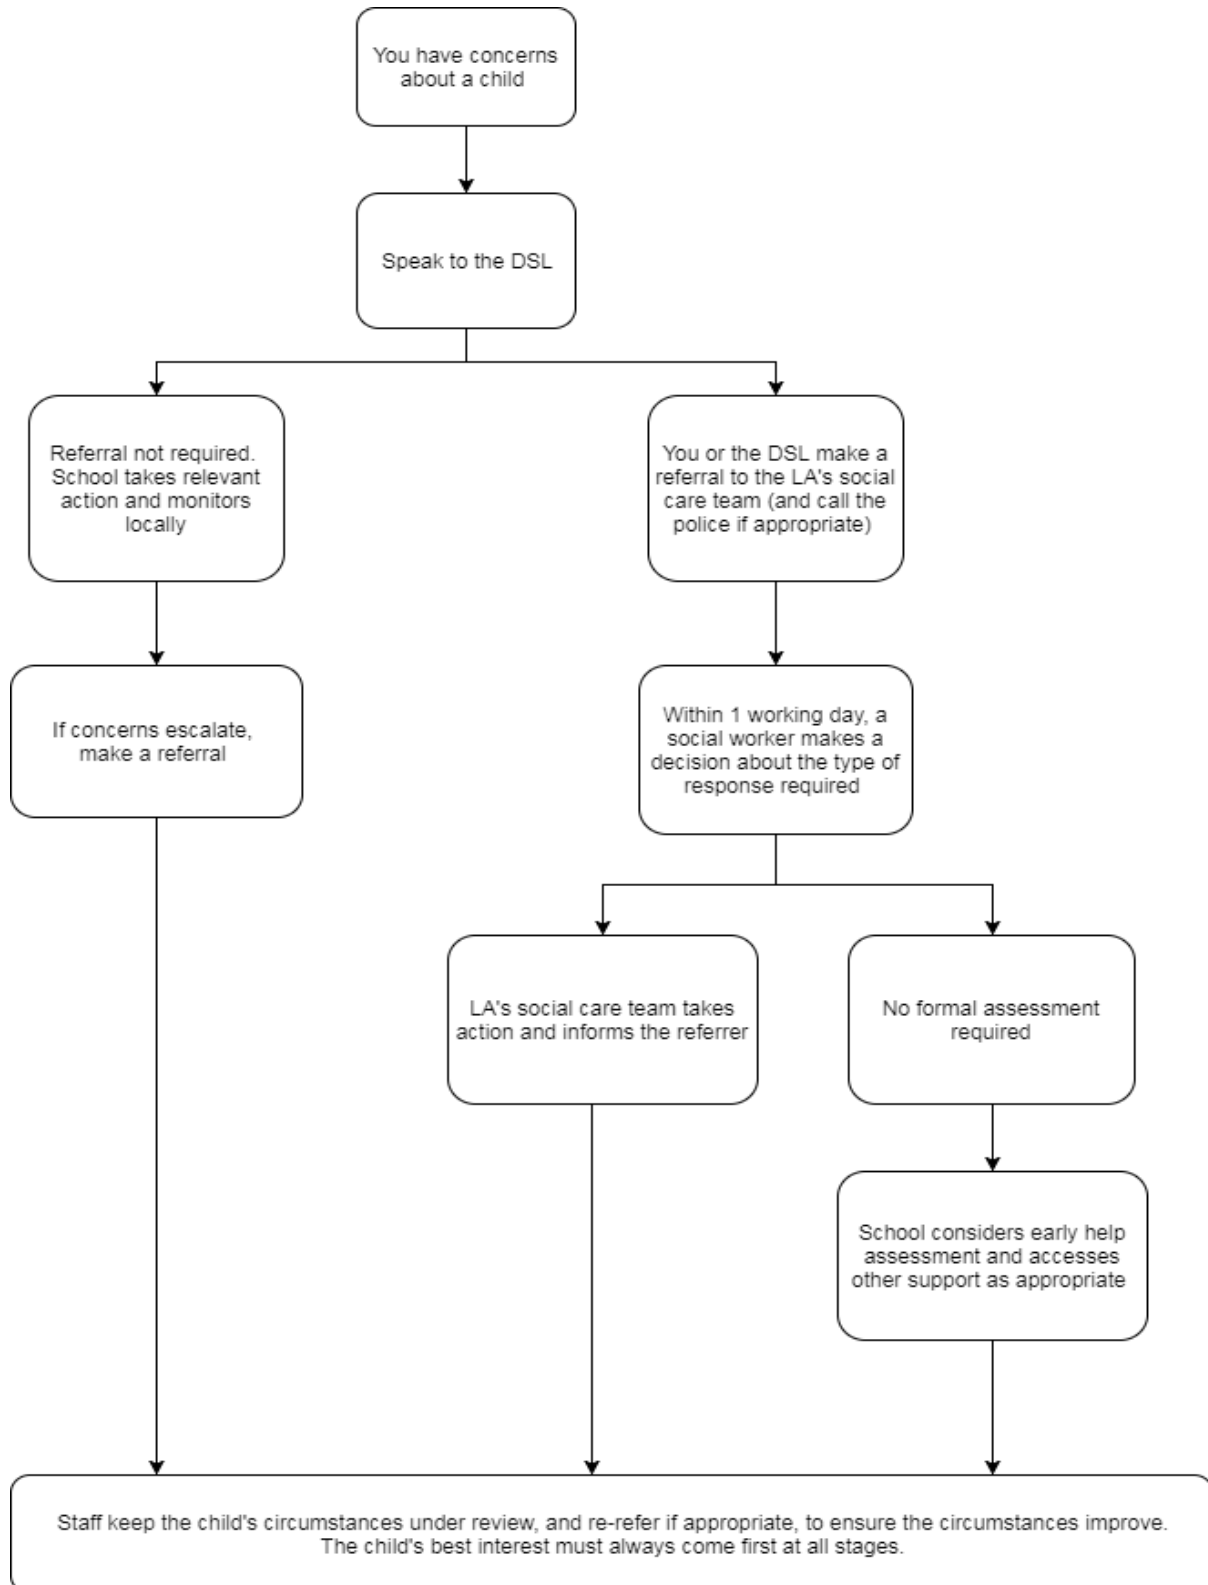 You have concerns
about a child
Speak to the DSL
Referral not required.
School takes relevant
action and monitors
locally
You or the DSL make a
referral to the LA's social
care team (and call the
police if appropriate)
If concerns escalate,
make a referral
Within 1 working day, a
social worker makes a
decision about the type of
response required
LA's social care team takes
action and informs the referrer
No formal assessment
required
School considers early help
assessment and accesses
other support as appropriate
Staff keep the child's circumstances under review, and re-refer if appropriate, to ensure the circumstances improve.
The child's best interest must always come first at all stages.